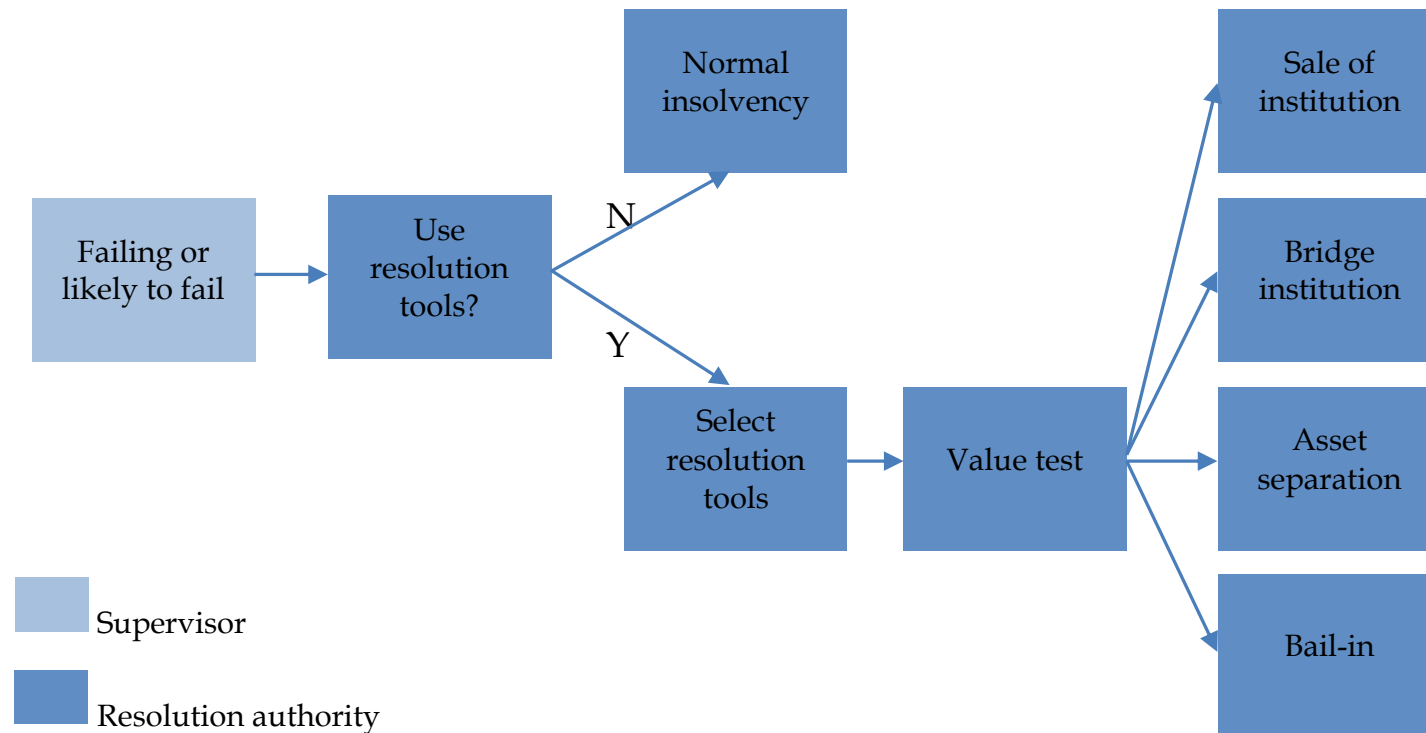 Normal
insolvency
Sale of
institution
Failing or
likely to fail
Use
resolution
tools?
N
Y
Bridge
institution
Select
resolution
tools
Value test
Asset
separation
Bail-in
Supervisor
Resolution authority